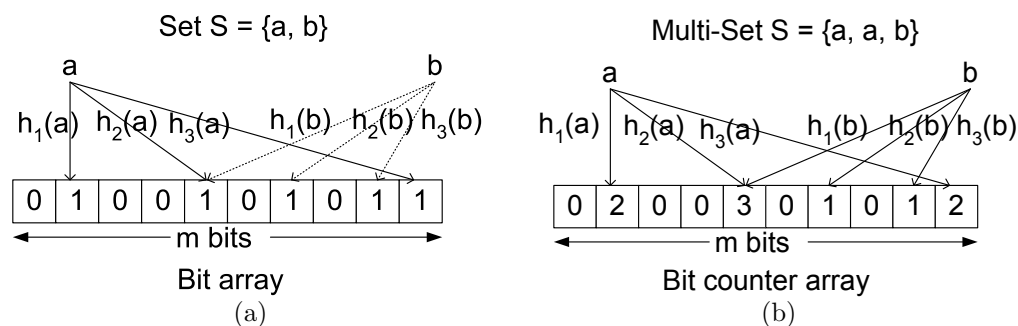 Set S = {a, b}
a b
h₁(a) h₂(a) h₃(a) h₁(b) h₂(b) h₃(b)
0 1 0 0 1 0 1 0 1 1
m bits
Bit array
(a)
Multi-Set S = {a, a, b}
a b
h₁(a) h₂(a) h₃(a) h₁(b) h₂(b) h₃(b)
0 2 0 0 3 0 1 0 1 2
m bits
Bit counter array
(b)